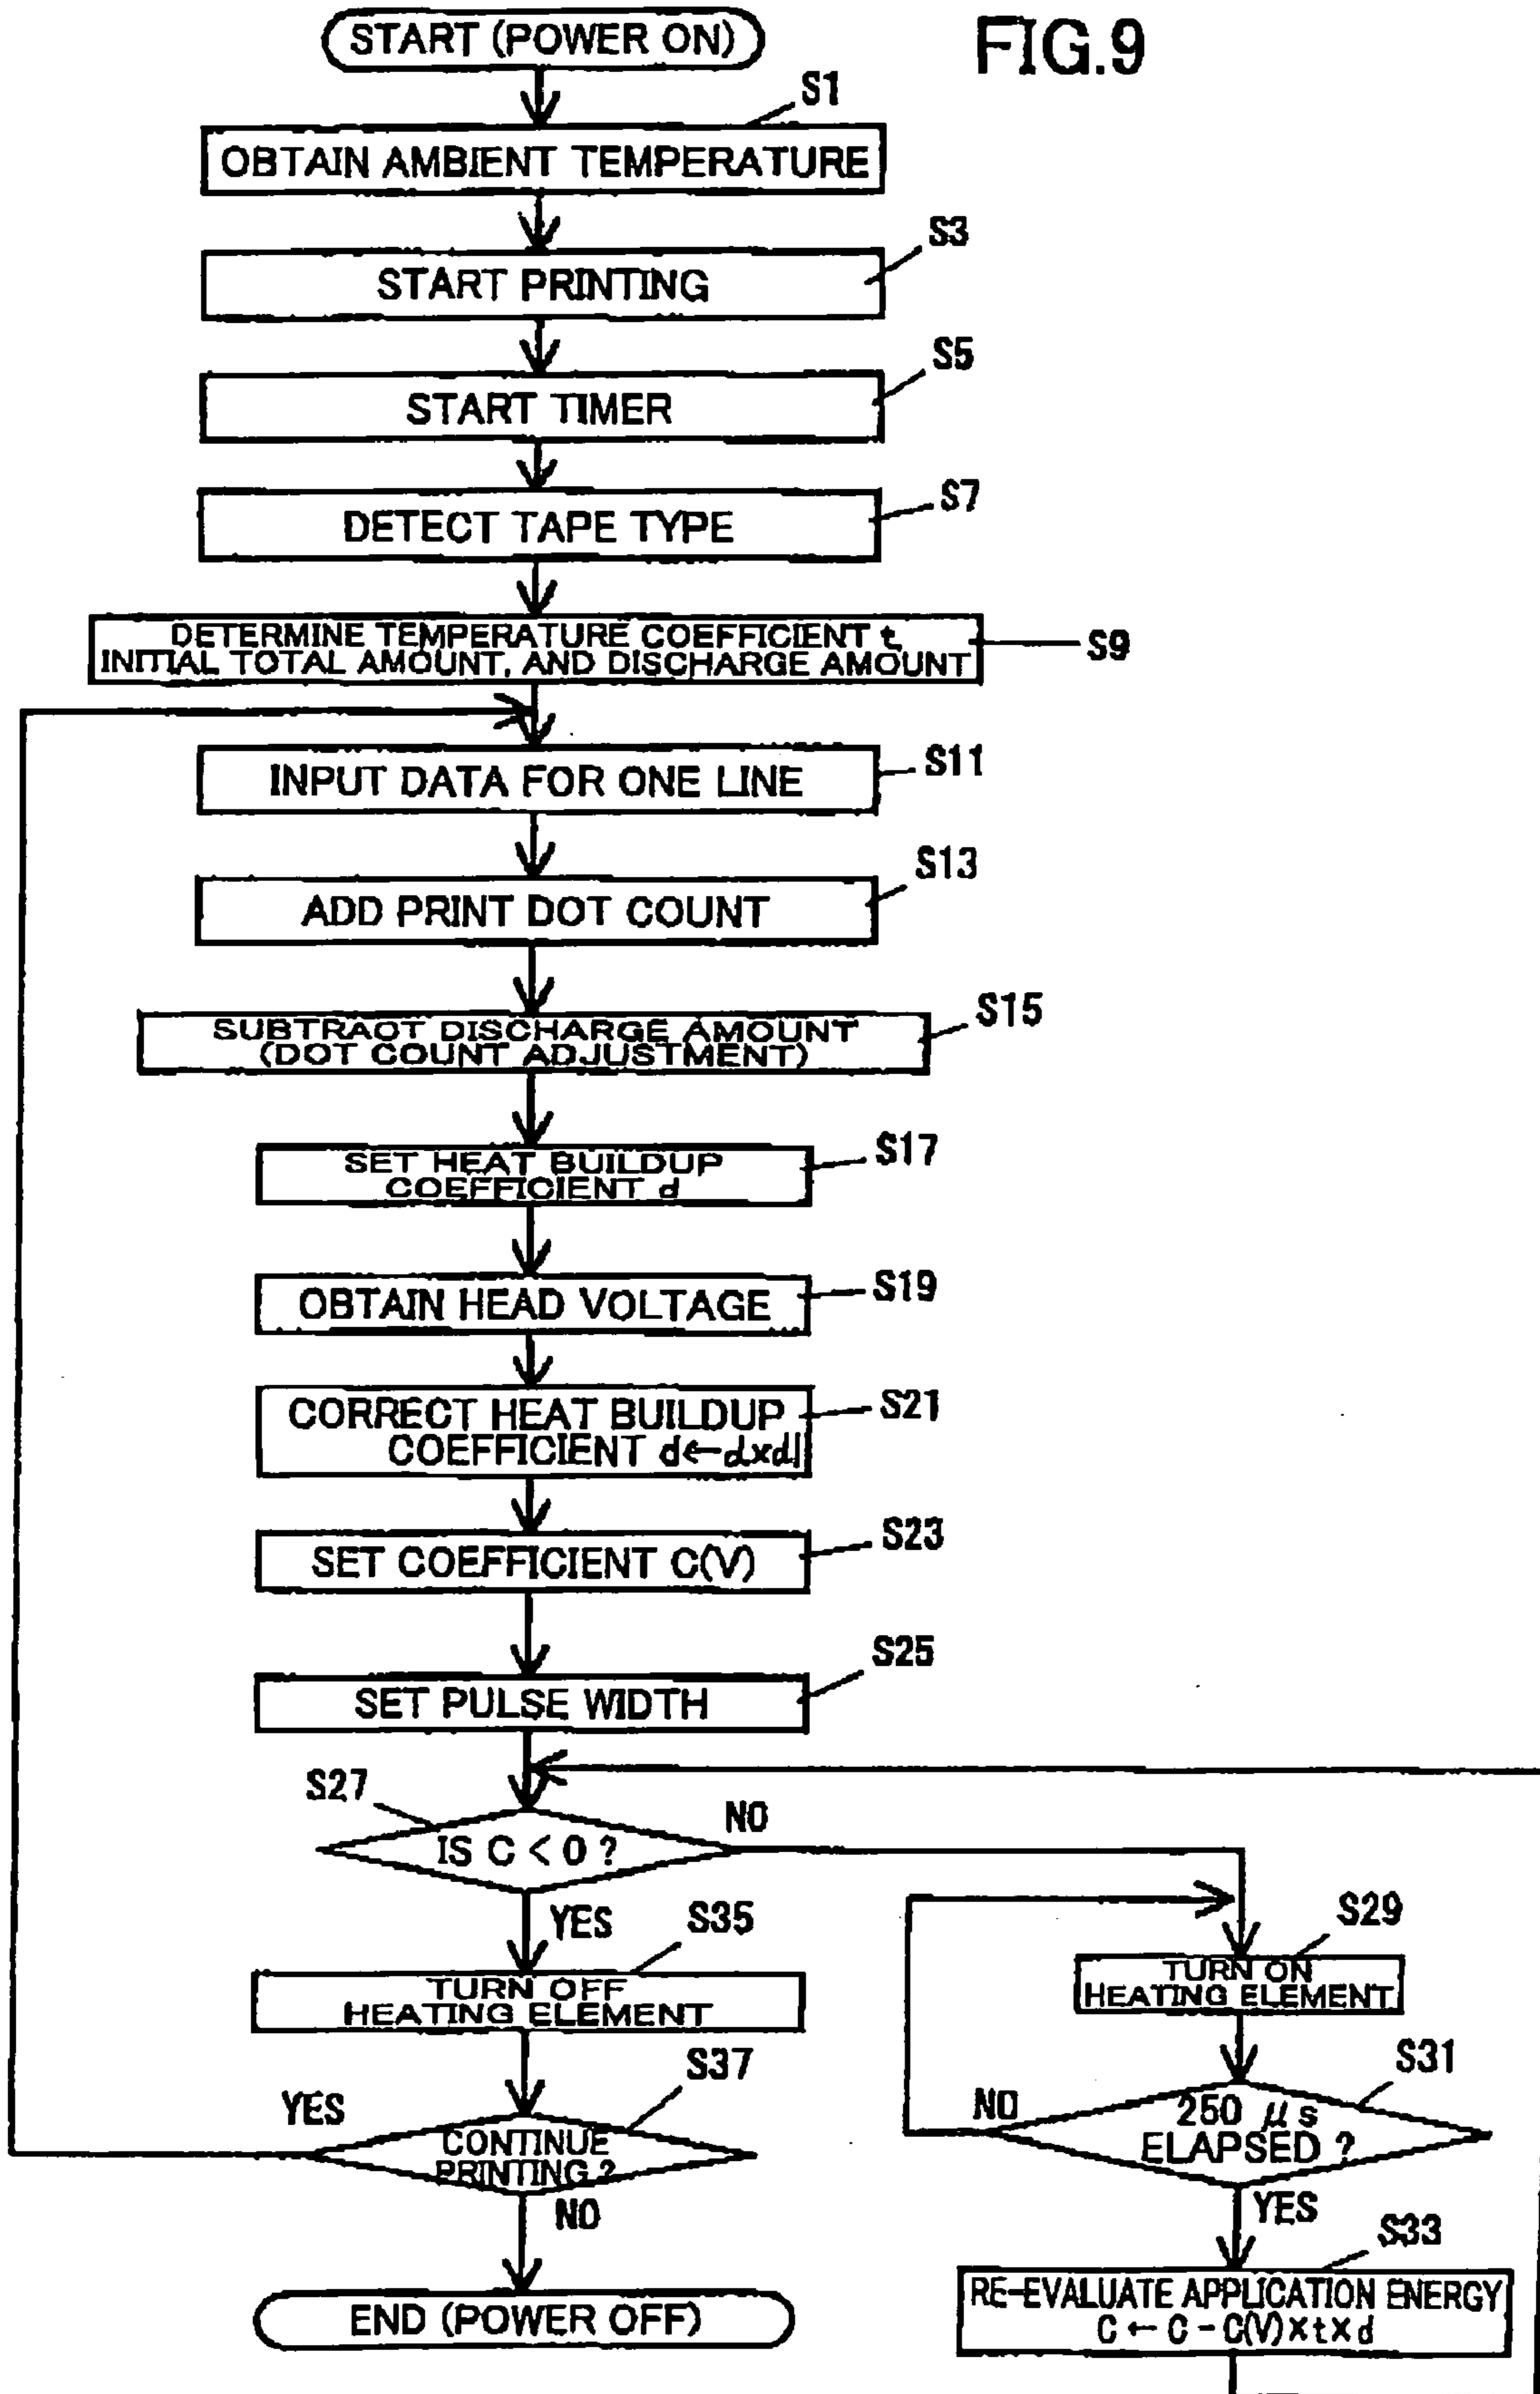 FIG.9
START (POWER ON)
S1
OBTAIN AMBIENT TEMPERATURE
S3
START PRINTING
S5
START TIMER
S7
DETECT TAPE TYPE
DETERMINE TEMPERATURE COEFFICIENT t,
INITIAL TOTAL AMOUNT, AND DISCHARGE AMOUNT
S9
INPUT DATA FOR ONE LINE
S11
S13
ADD PRINT DOT COUNT
S15
SUBTRAOT DISCHARGE AMOUNT
(DOT COUNT ADJUSTMENT)
S17
SET HEAT BUILDUP
COEFFICIENT d
S19
OBTAIN HEAD VOLTAGE
S21
CORRECT HEAT BUILDUP
COEFFICIENT d←d×d1
S23
SET COEFFICIENT C(V)
S25
SET PULSE WIDTH
S27
IS C < 0 ?
NO
YES
S35
TURN OFF
HEATING ELEMENT
S37
YES
CONTINUE
PRINTING ?
NO
END (POWER OFF)
S29
TURN ON
HEATING ELEMENT
S31
NO
250 μs
ELAPSED ?
YES
S33
RE-EVALUATE APPLICATION ENERGY
C ← C - C(V)×t×d